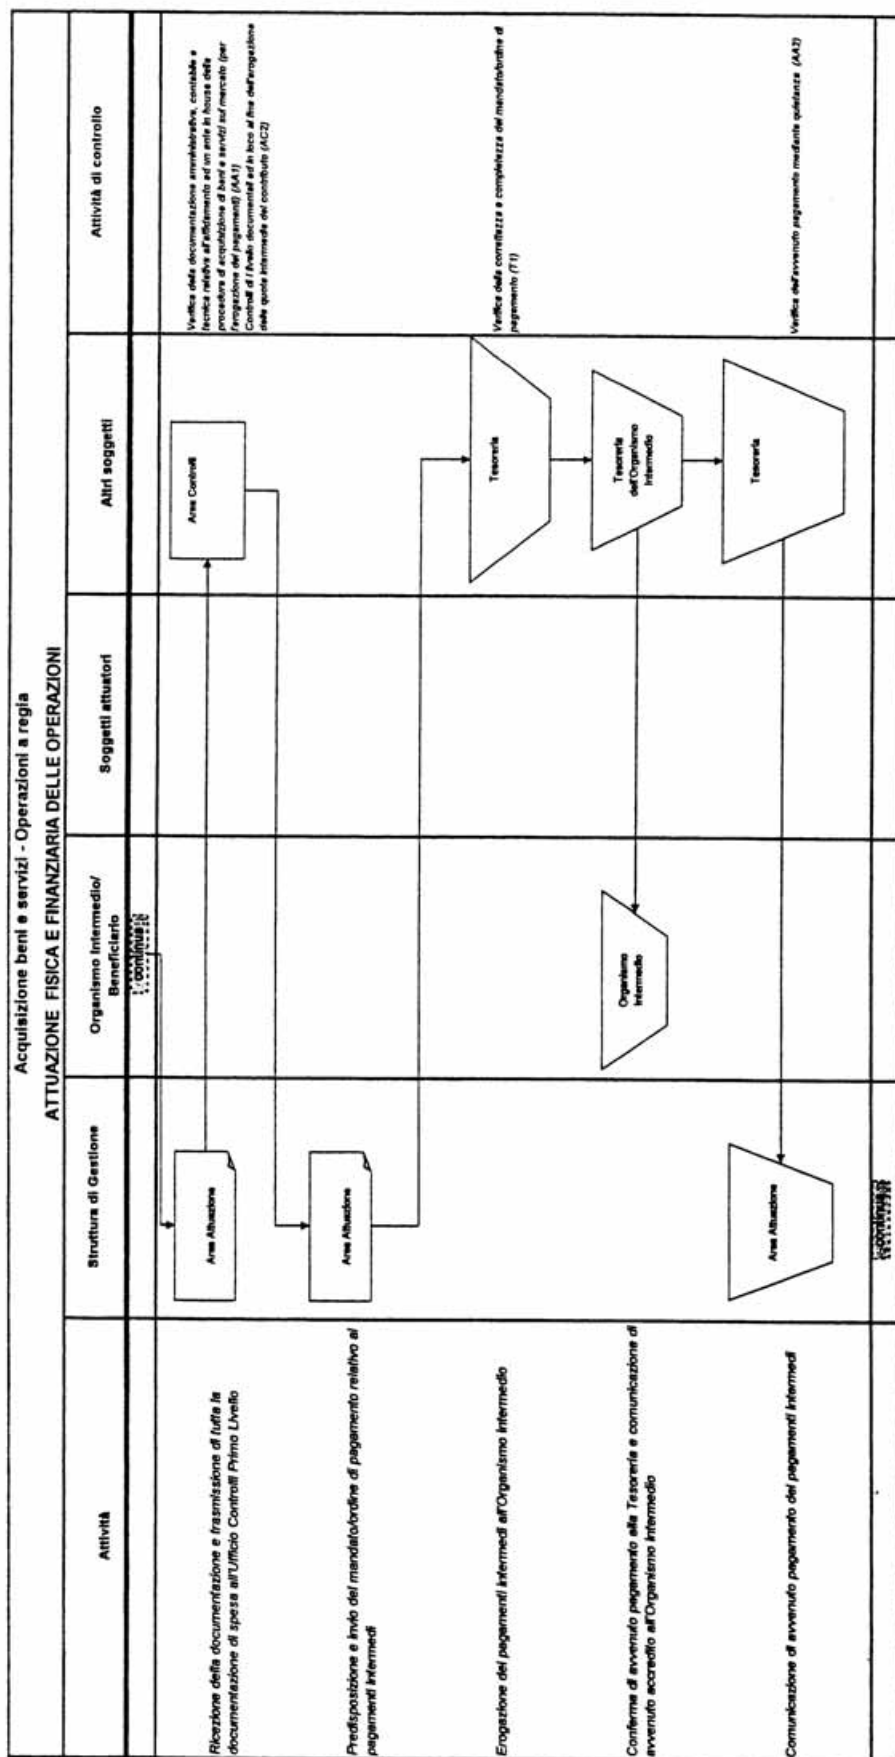 Acquisizione beni e servizi - Operazioni a regia
ATTUAZIONE FISICA E FINANZIARIA DELLE OPERAZIONI
Attività
Struttura di Gestione
Organismo Intermedio/
Beneficiario
Soggetti attuatori
Altri soggetti
Attività di controllo
continua
Ricezione della documentazione e trasmissione di tutta la
documentazione di spesa all'Ufficio Controlli Primo Livello
Area Attuazione
Area Controlli
Verifica della documentazione amministrativa, contabile e
tecnica relativa all'affidamento ad un ente in house della
procedura di acquisizione di beni e servizi sul mercato (per
l'erogazione dei pagamenti) (AA1)
Controlli di I livello documentali ed in loco al fine dell'erogazione
delle quote intermedie del contributo (AC2)
Predisposizione e invio del mandato/ordine di pagamento relativo ai
pagamenti intermedi
Area Attuazione
Erogazione dei pagamenti intermedi all'Organismo Intermedio
Tesoreria
Verifica della correttezza e completezza del mandato/ordine di
pagamento (T1)
Conferma di avvenuto pagamento alla Tesoreria e comunicazione di
avvenuto accredito all'Organismo Intermedio
Organismo
Intermedio
Tesoreria
dell'Organismo
Intermedio
Comunicazione di avvenuto pagamento dei pagamenti intermedi
Area Attuazione
Tesoreria
Verifica dell'avvenuto pagamento mediante quietanza (AA2)
continua